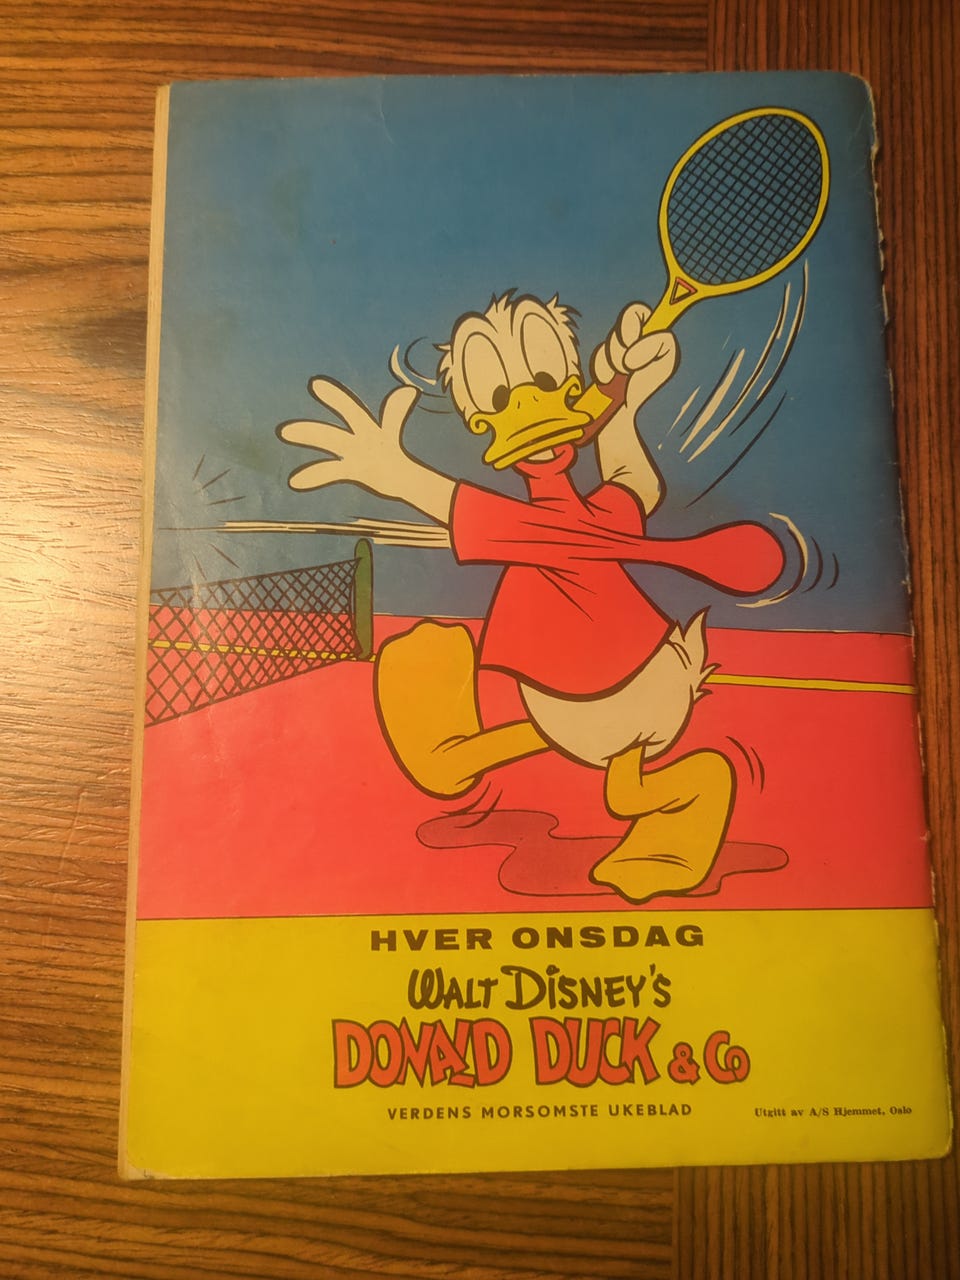 HVER ONSDAG
WALT DISNEY'S
DONALD DUCK & Co
VERDENS MORSOMSTE UKEBLAD
Utgitt av A/S Hjemmet, Oslo